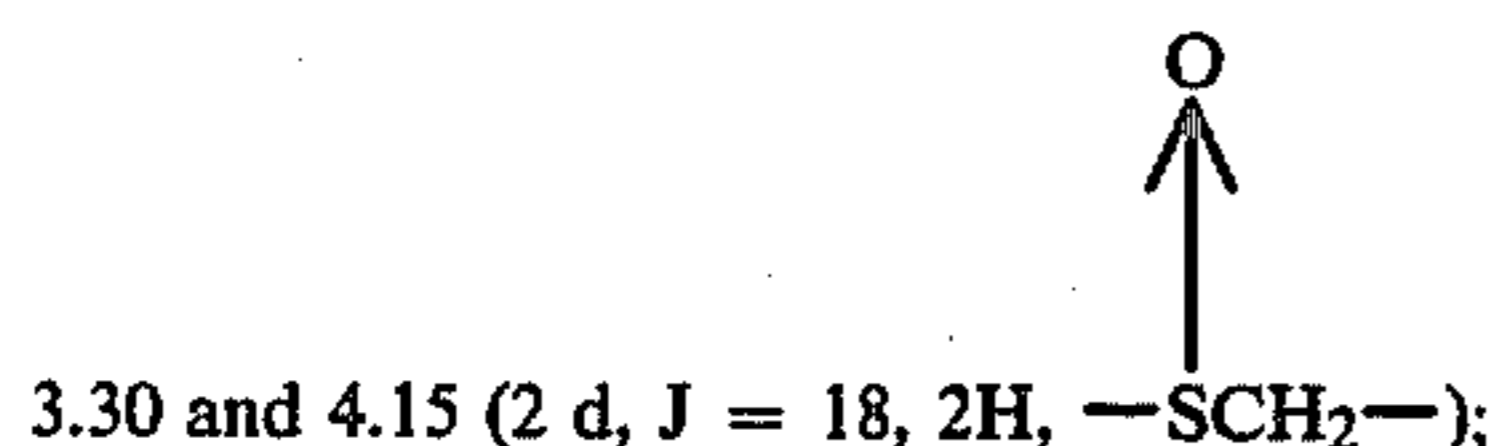 O
3.30 and 4.15 (2 d, J = 18, 2H, —SCH₂—);